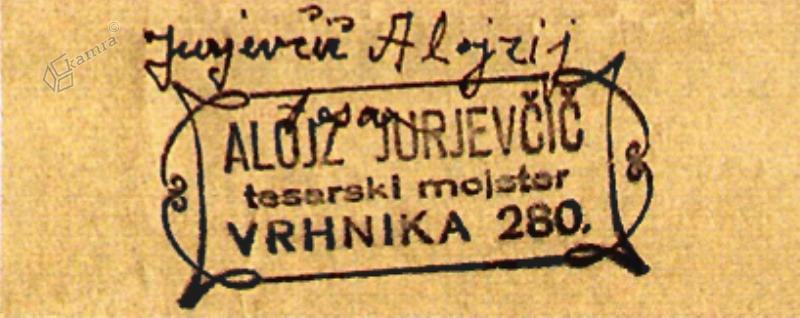 Jurjevčič Alojzij
tesar
ALOJZ JURJEVČIČ
tesarski mojster
VRHNIKA 280.
kamra